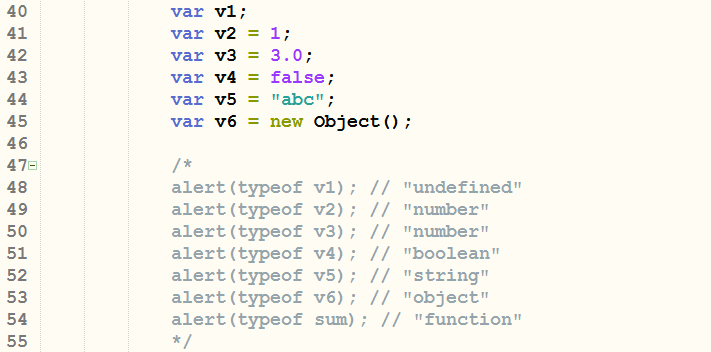 40 var v1;
41 var v2 = 1;
42 var v3 = 3.0;
43 var v4 = false;
44 var v5 = "abc";
45 var v6 = new Object();
46
47 /*
48 alert(typeof v1); // "undefined"
49 alert(typeof v2); // "number"
50 alert(typeof v3); // "number"
51 alert(typeof v4); // "boolean"
52 alert(typeof v5); // "string"
53 alert(typeof v6); // "object"
54 alert(typeof sum); // "function"
55 */